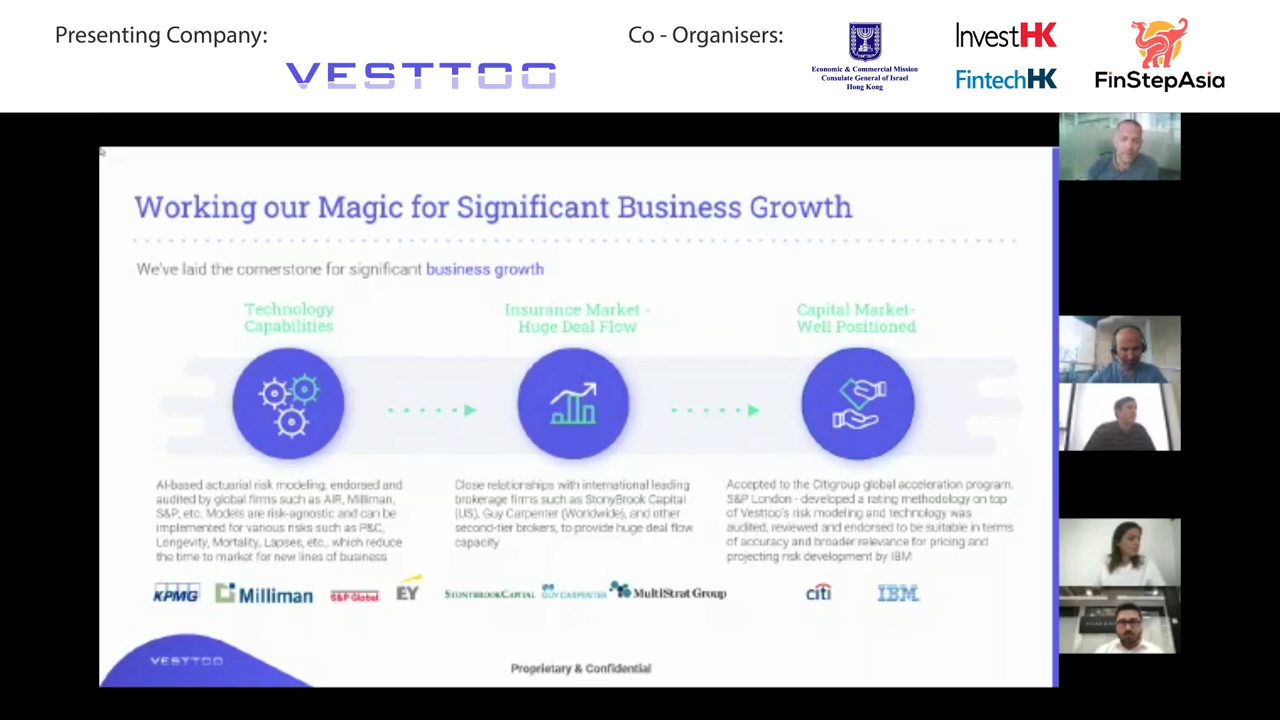 Presenting Company:
VESTTOO
Co - Organisers:
Economic & Commercial Mission
Consulate General of Israel
Hong Kong
InvestHK
FintechHK
FinStepAsia
Working our Magic for Significant Business Growth
We've laid the cornerstone for significant business growth
Technology
Capabilities
Insurance Market -
Huge Deal Flow
Capital Market-
Well Positioned
AI-based actuarial risk modeling, endorsed and
audited by global firms such as AIR, Milliman,
S&P, etc. Models are risk-agnostic and can be
implemented for various risks such as P&C,
Longevity, Mortality, Lapses, etc., which reduce
the time to market for new lines of business
Close relationships with international leading
brokerage firms such as StonyBrook Capital
(US), Guy Carpenter (Worldwide), and other
second-tier brokers, to provide huge deal flow
capacity
Accepted to the Citigroup global acceleration program.
S&P London - developed a rating methodology on top
of Vesttoo's risk modeling and technology was
audited, reviewed and endorsed to be suitable in terms
of accuracy and broader relevance for pricing and
projecting risk development by IBM
KPMG
Milliman
S&P Global
EY
STONYBROOK CAPITAL
GUY CARPENTER
MultiStrat Group
citi
IBM
VESTTOO
Proprietary & Confidential